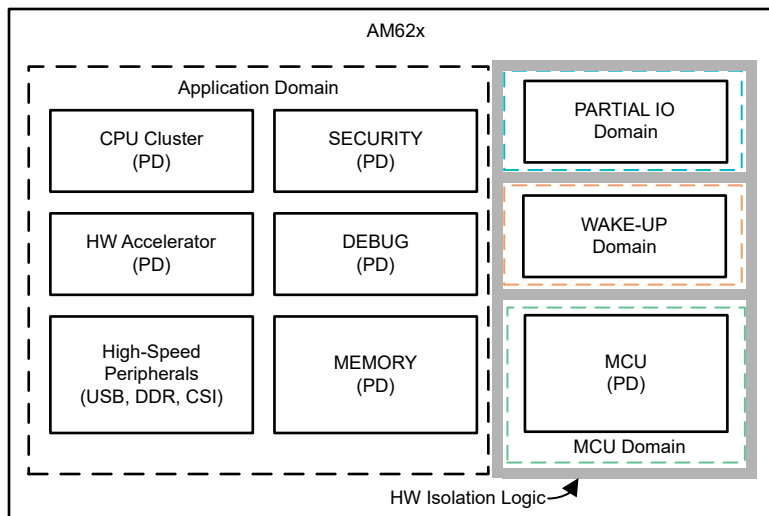 AM62x
Application Domain
CPU Cluster
(PD)
SECURITY
(PD)
HW Accelerator
(PD)
DEBUG
(PD)
High-Speed
Peripherals
(USB, DDR, CSI)
MEMORY
(PD)
PARTIAL IO
Domain
WAKE-UP
Domain
MCU
(PD)
MCU Domain
HW Isolation Logic